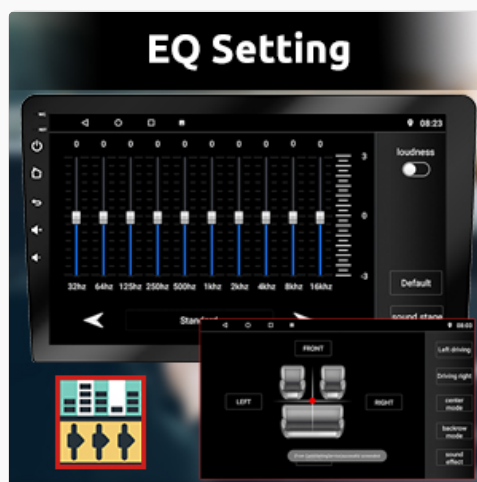 EQ Setting
08:23
0 0 0 0 0 0 0 0 0 0
3
loudness
0
-3
32hz 64hz 125hz 250hz 500hz 1khz 2khz 4khz 8khz 16khz
Default
sound stage
08:03
FRONT
Left driving
Driving right
LEFT
RIGHT
center
mode
backrow
mode
sound
effect